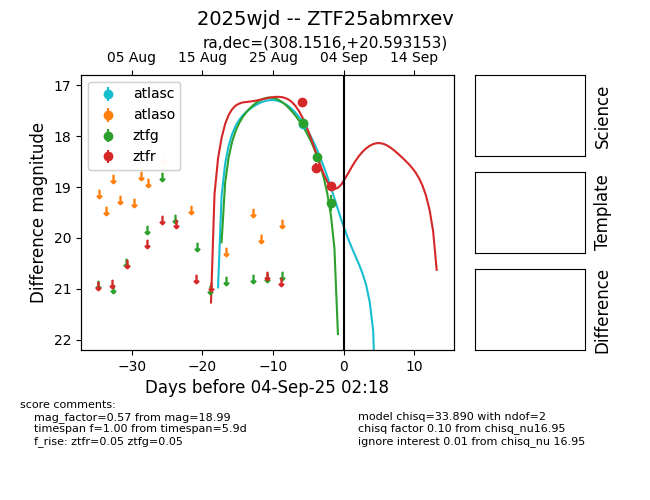 2025wjd -- ZTF25abmrxev
ra,dec=(308.1516,+20.593153)
05 Aug 15 Aug 25 Aug 04 Sep 14 Sep
atlasc
atlaso
ztfg
ztfr
17
18
19
20
21
22
Difference magnitude
−30 −20 −10 0 10
Days before 04-Sep-25 02:18
Science
Template
Difference
score comments:
mag_factor=0.57 from mag=18.99
timespan f=1.00 from timespan=5.9d
f_rise: ztfr=0.05 ztfg=0.05
model chisq=33.890 with ndof=2
chisq factor 0.10 from chisq_nu16.95
ignore interest 0.01 from chisq_nu 16.95